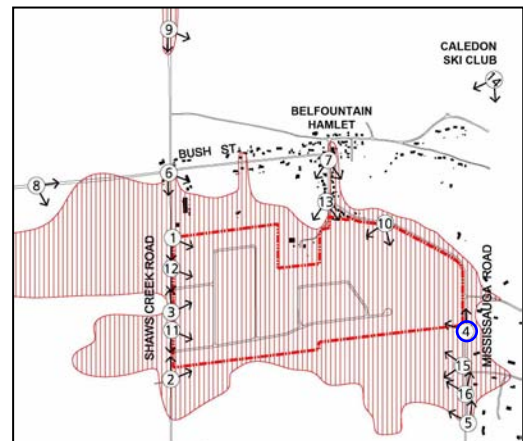 9
CALEDON
SKI CLUB
14
BELFOUNTAIN
HAMLET
BUSH ST.
7
6
8
13
10
1
12
SHAWS CREEK ROAD
MISSISSAUGA ROAD
3
11
4
2
15
16
5